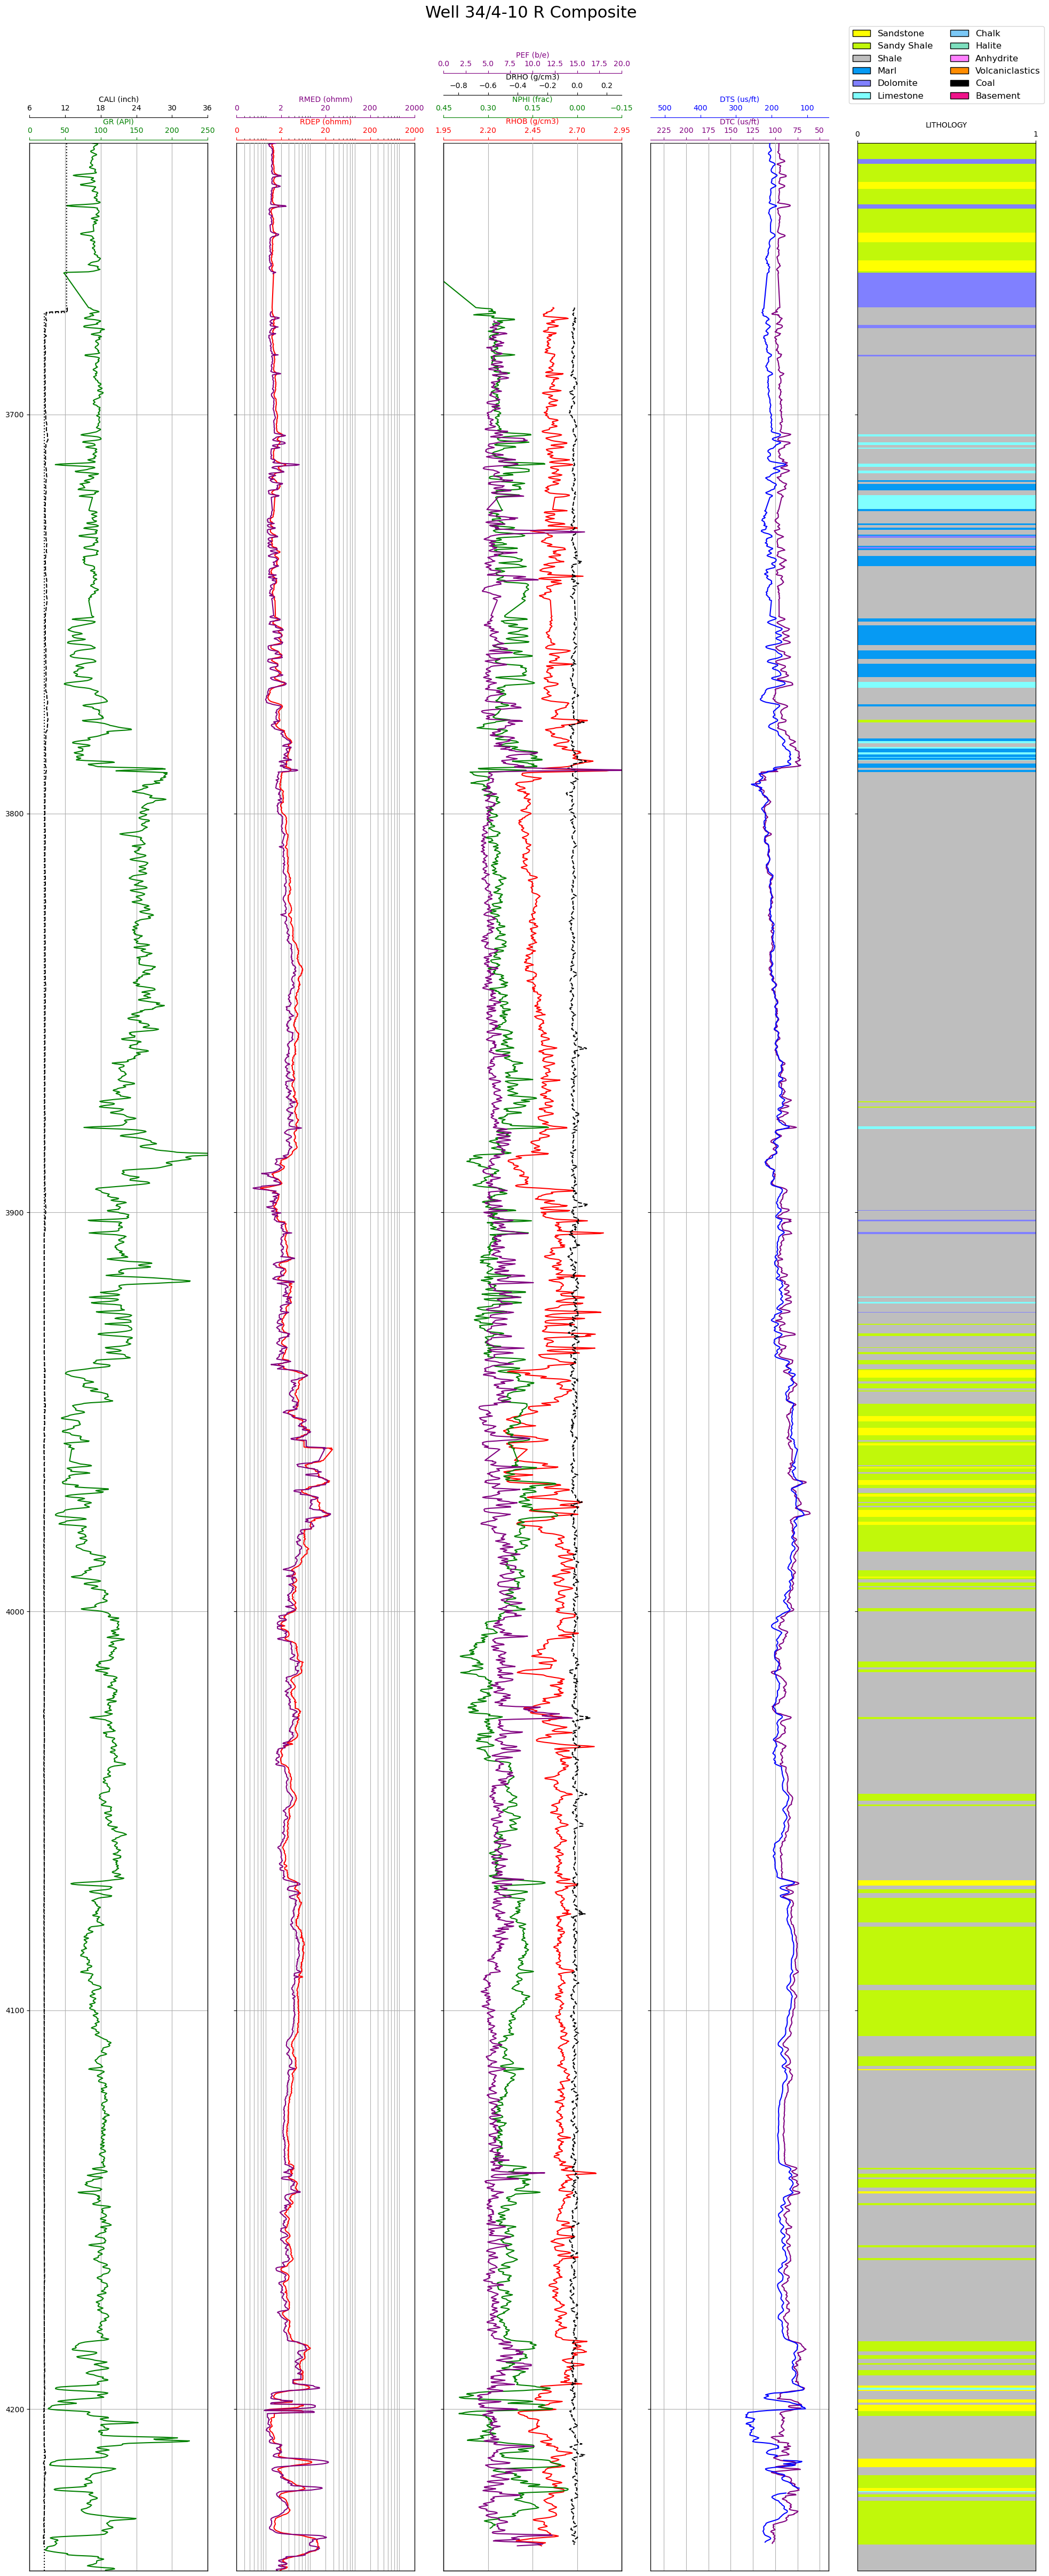 Well 34/4-10 R Composite
Sandstone Chalk
Sandy Shale Halite
Shale Anhydrite
Marl Volcaniclastics
Dolomite Coal
Limestone Basement
PEF (b/e)
0.0 2.5 5.0 7.5 10.0 12.5 15.0 17.5 20.0
DRHO (g/cm3)
−0.8 −0.6 −0.4 −0.2 0.0 0.2
CALI (inch) RMED (ohmm) NPHI (frac) DTS (us/ft)
6 12 18 24 30 36 0 2 20 200 2000 0.45 0.30 0.15 0.00 −0.15 500 400 300 200 100
GR (API) RDEP (ohmm) RHOB (g/cm3) DTC (us/ft) LITHOLOGY
0 50 100 150 200 250 0 2 20 200 2000 1.95 2.20 2.45 2.70 2.95 225 200 175 150 125 100 75 50 0 1
3700
3800
3900
4000
4100
4200